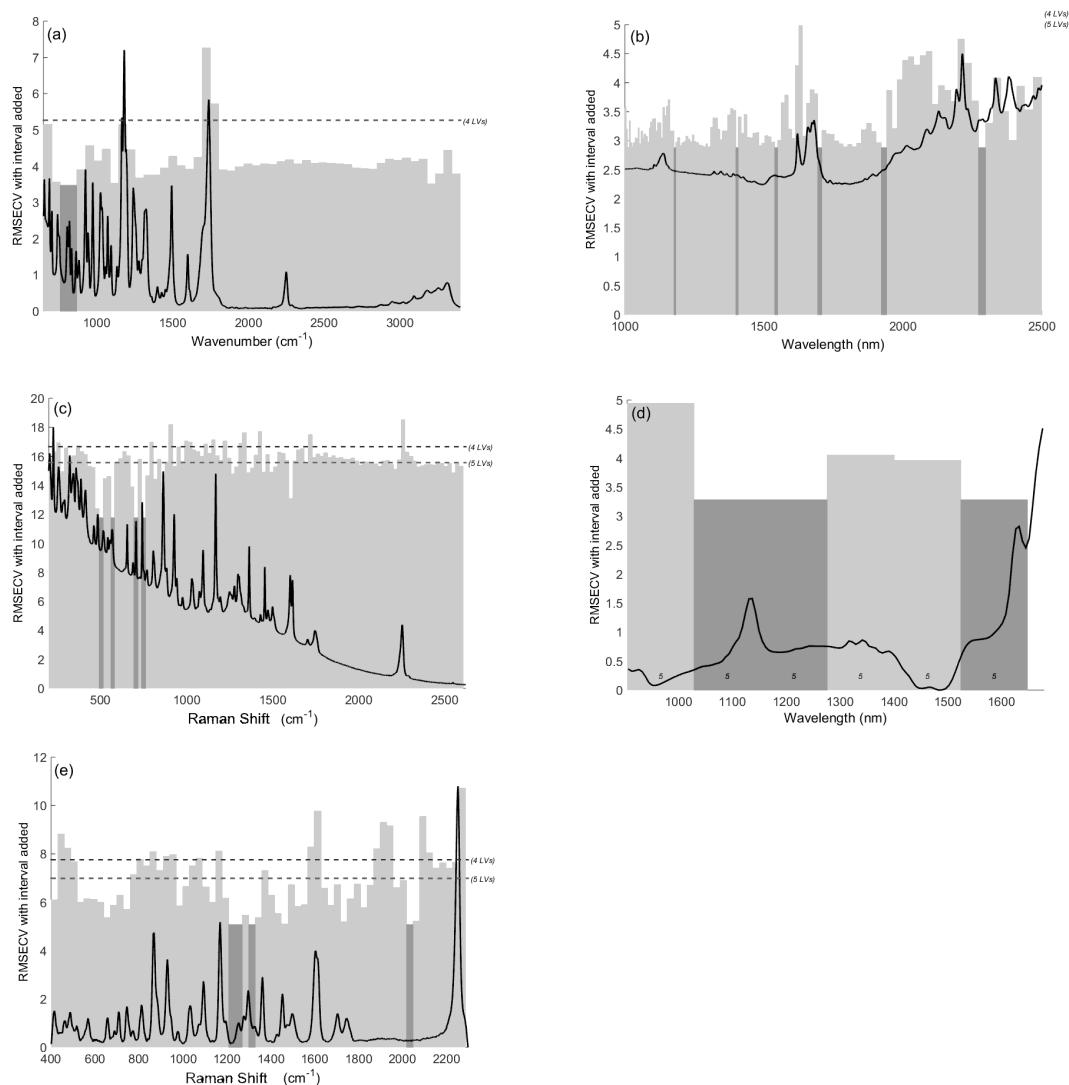 (a)
8
7
6
5
4
3
2
1
0
RMSECV with interval added
(4 LVs)
1000 1500 2000 2500 3000
Wavenumber (cm-1)
(4 LVs)
(5 LVs)
(b)
5
4.5
4
3.5
3
2.5
2
1.5
1
0.5
0
RMSECV with interval added
1000 1500 2000 2500
Wavelength (nm)
(c)
20
18
16
14
12
10
8
6
4
2
0
RMSECV with interval added
(4 LVs)
(5 LVs)
500 1000 1500 2000 2500
Raman Shift (cm-1)
(d)
5
4.5
4
3.5
3
2.5
2
1.5
1
0.5
0
RMSECV with interval added
5 5 5 5 5 5
1000 1100 1200 1300 1400 1500 1600
Wavelength (nm)
(e)
12
10
8
6
4
2
0
RMSECV with interval added
(4 LVs)
(5 LVs)
400 600 800 1000 1200 1400 1600 1800 2000 2200
Raman Shift (cm-1)